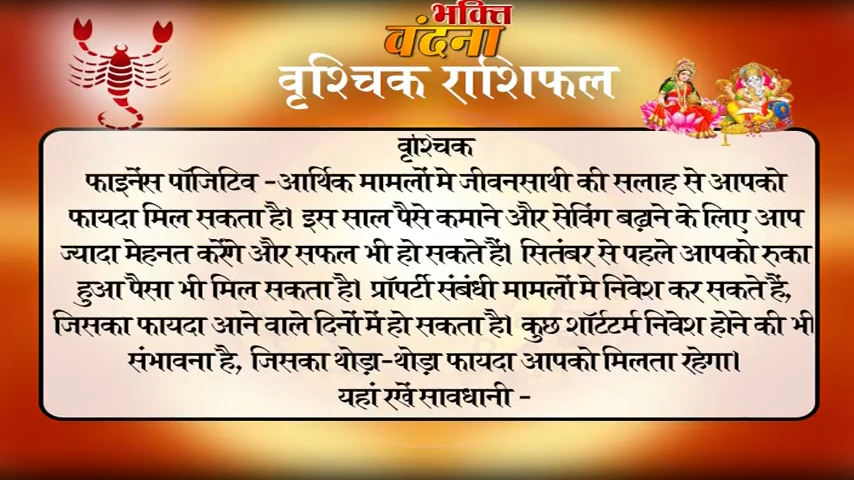 भक्ति
वंदना
वृश्चिक राशिफल
वृश्चिक
फाइनेंस पॉजिटिव -आर्थिक मामलों मे जीवनसाथी की सलाह से आपको
फायदा मिल सकता है। इस साल पैसे कमाने और सेविंग बढ़ाने के लिए आप
ज्यादा मेहनत करेंगे और सफल भी हो सकते हैं। सितंबर से पहले आपको रुका
हुआ पैसा भी मिल सकता है। प्रॉपर्टी संबंधी मामलों मे निवेश कर सकते हैं,
जिसका फायदा आने वाले दिनों में हो सकता है। कुछ शॉर्टटर्म निवेश होने की भी
संभावना है, जिसका थोड़ा-थोड़ा फायदा आपको मिलता रहेगा।
यहां रखें सावधानी -